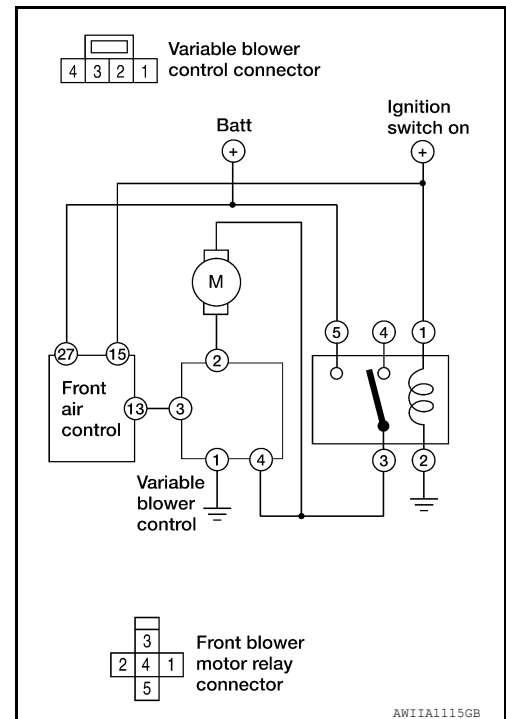 Variable blower
control connector
4 3 2 1
Ignition
switch on
Batt
+
+
M
5 4 1
27 15
2
Front
air
control
13 3
1 4
3 2
Variable
blower
control
3
2 4 1
5
Front blower
motor relay
connector
AWIIA1115GB